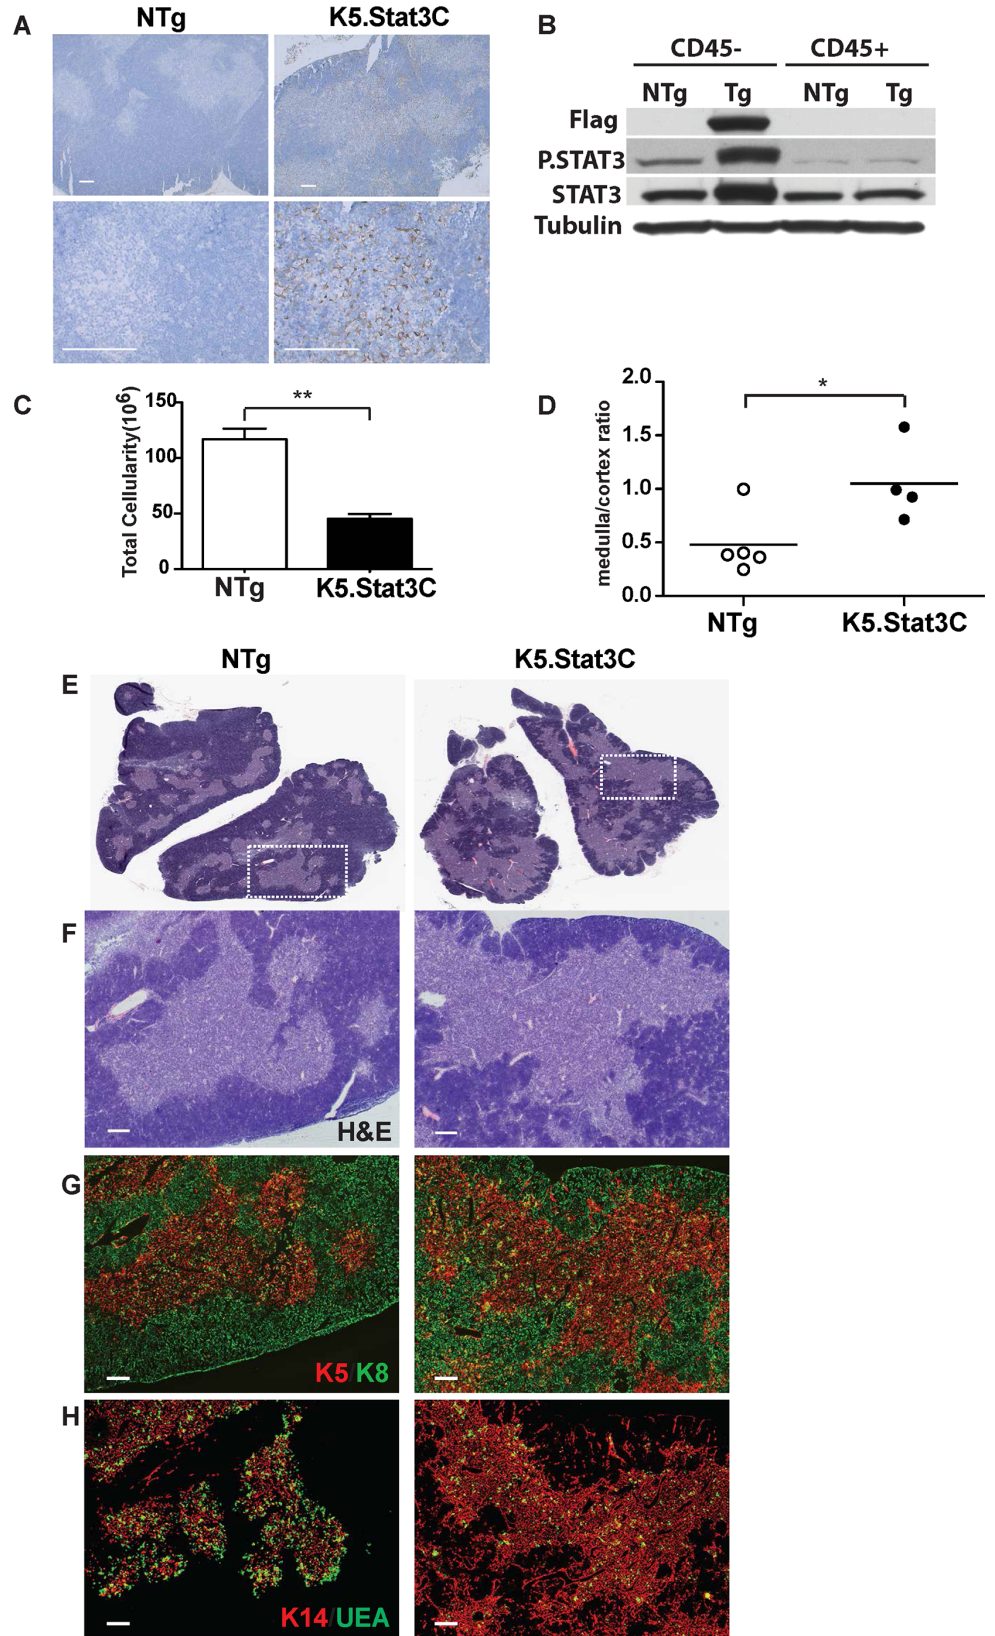 A
NTg
K5.Stat3C
B
CD45-
CD45+
NTg
Tg
NTg
Tg
Flag
P.STAT3
STAT3
Tubulin
C
Total Cellularity(10⁶)
150
100
50
0
**
NTg
K5.Stat3C
D
medulla/cortex ratio
2.0
1.5
1.0
0.5
0.0
*
NTg
K5.Stat3C
NTg
K5.Stat3C
E
F
H&E
G
K5/K8
H
K14/UEA